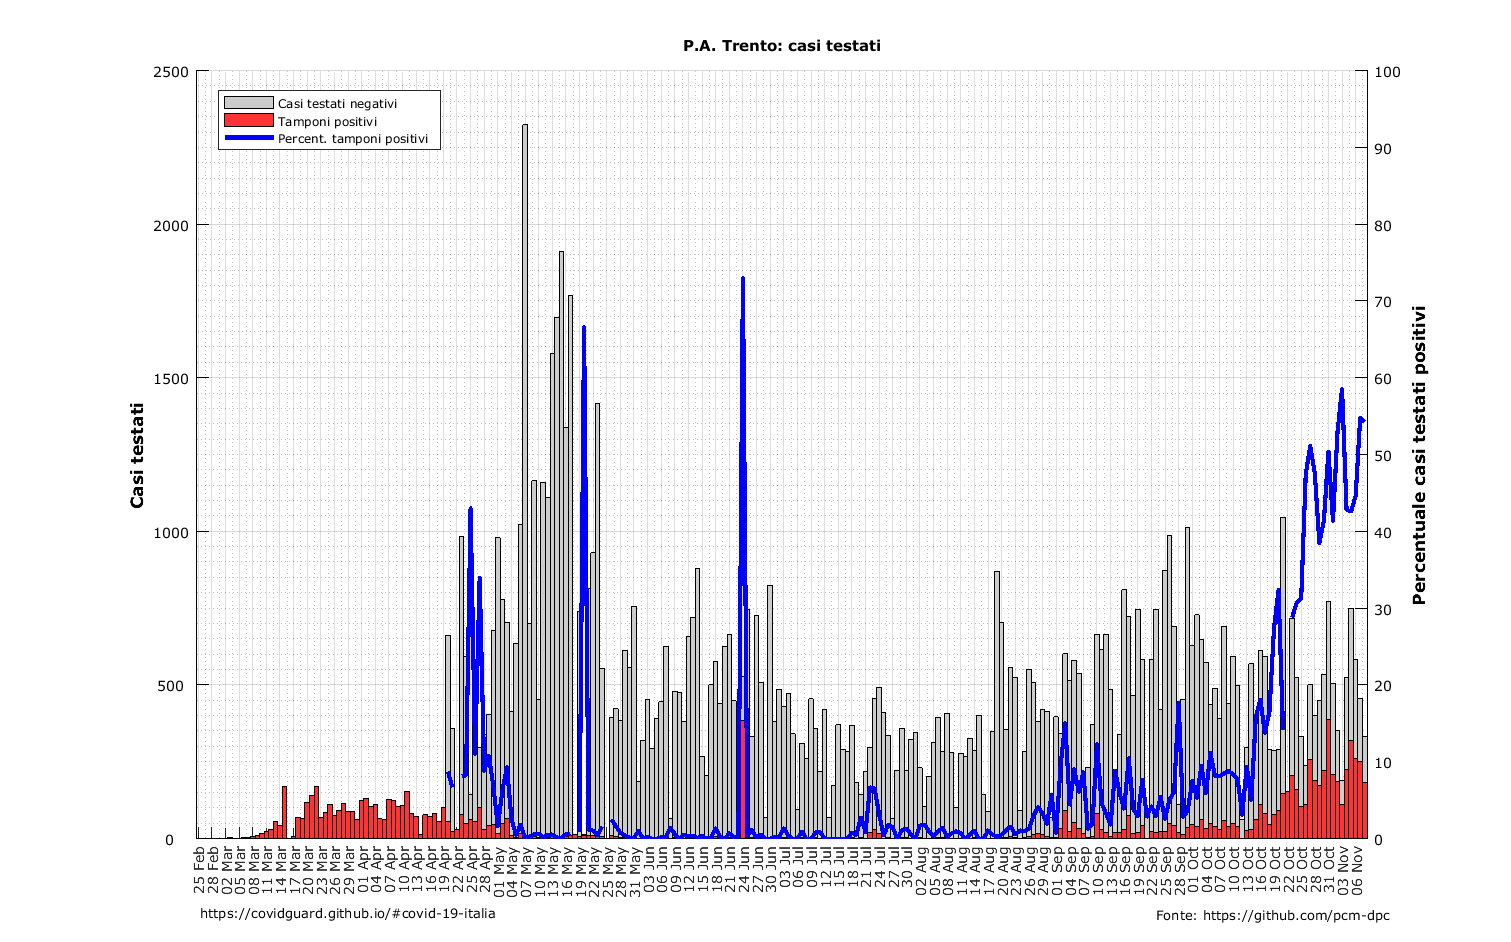 P.A. Trento: casi testati
Casi testati negativi
Tamponi positivi
Percent. tamponi positivi
Casi testati
2500
2000
1500
1000
500
0
Percentuale casi testati positivi
100
90
80
70
60
50
40
30
20
10
0
25 Feb
28 Feb
02 Mar
05 Mar
08 Mar
11 Mar
14 Mar
17 Mar
20 Mar
23 Mar
26 Mar
29 Mar
01 Apr
04 Apr
07 Apr
10 Apr
13 Apr
16 Apr
19 Apr
22 Apr
25 Apr
28 Apr
01 May
04 May
07 May
10 May
13 May
16 May
19 May
22 May
25 May
28 May
31 May
03 Jun
06 Jun
09 Jun
12 Jun
15 Jun
18 Jun
21 Jun
24 Jun
27 Jun
30 Jun
03 Jul
06 Jul
09 Jul
12 Jul
15 Jul
18 Jul
21 Jul
24 Jul
27 Jul
30 Jul
02 Aug
05 Aug
08 Aug
11 Aug
14 Aug
17 Aug
20 Aug
23 Aug
26 Aug
29 Aug
01 Sep
04 Sep
07 Sep
10 Sep
13 Sep
16 Sep
19 Sep
22 Sep
25 Sep
28 Sep
01 Oct
04 Oct
07 Oct
10 Oct
13 Oct
16 Oct
19 Oct
22 Oct
25 Oct
28 Oct
31 Oct
03 Nov
06 Nov
https://covidguard.github.io/#covid-19-italia
Fonte: https://github.com/pcm-dpc